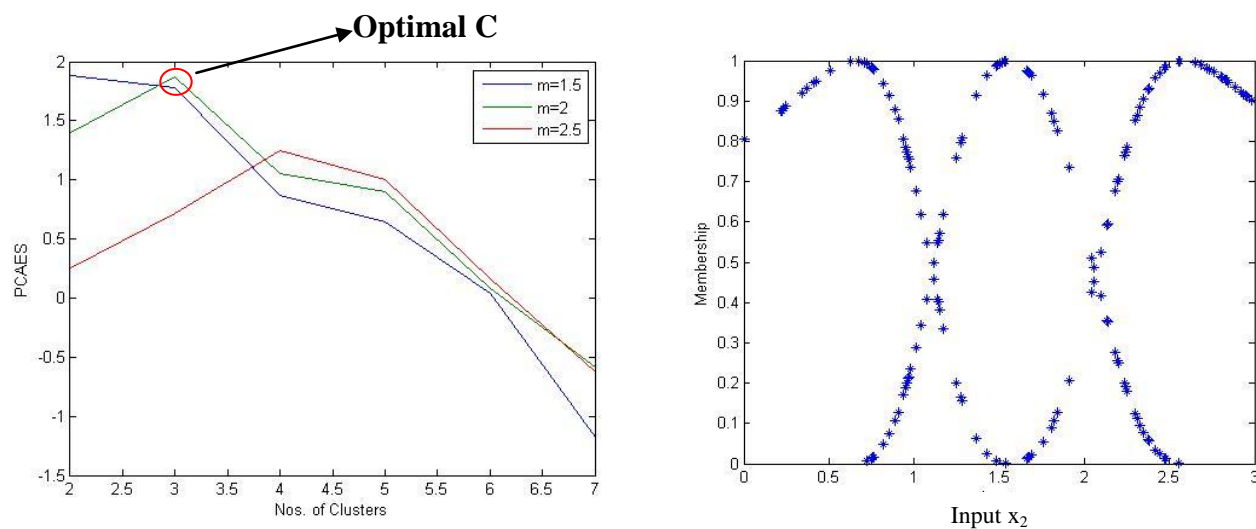 Optimal C
2
1.5
1
0.5
0
-0.5
-1
-1.5
PCAES
m=1.5
m=2
m=2.5
2 2.5 3 3.5 4 4.5 5 5.5 6 6.5 7
Nos. of Clusters
1
0.9
0.8
0.7
0.6
0.5
0.4
0.3
0.2
0.1
0
Membership
0 0.5 1 1.5 2 2.5 3
Input x₂